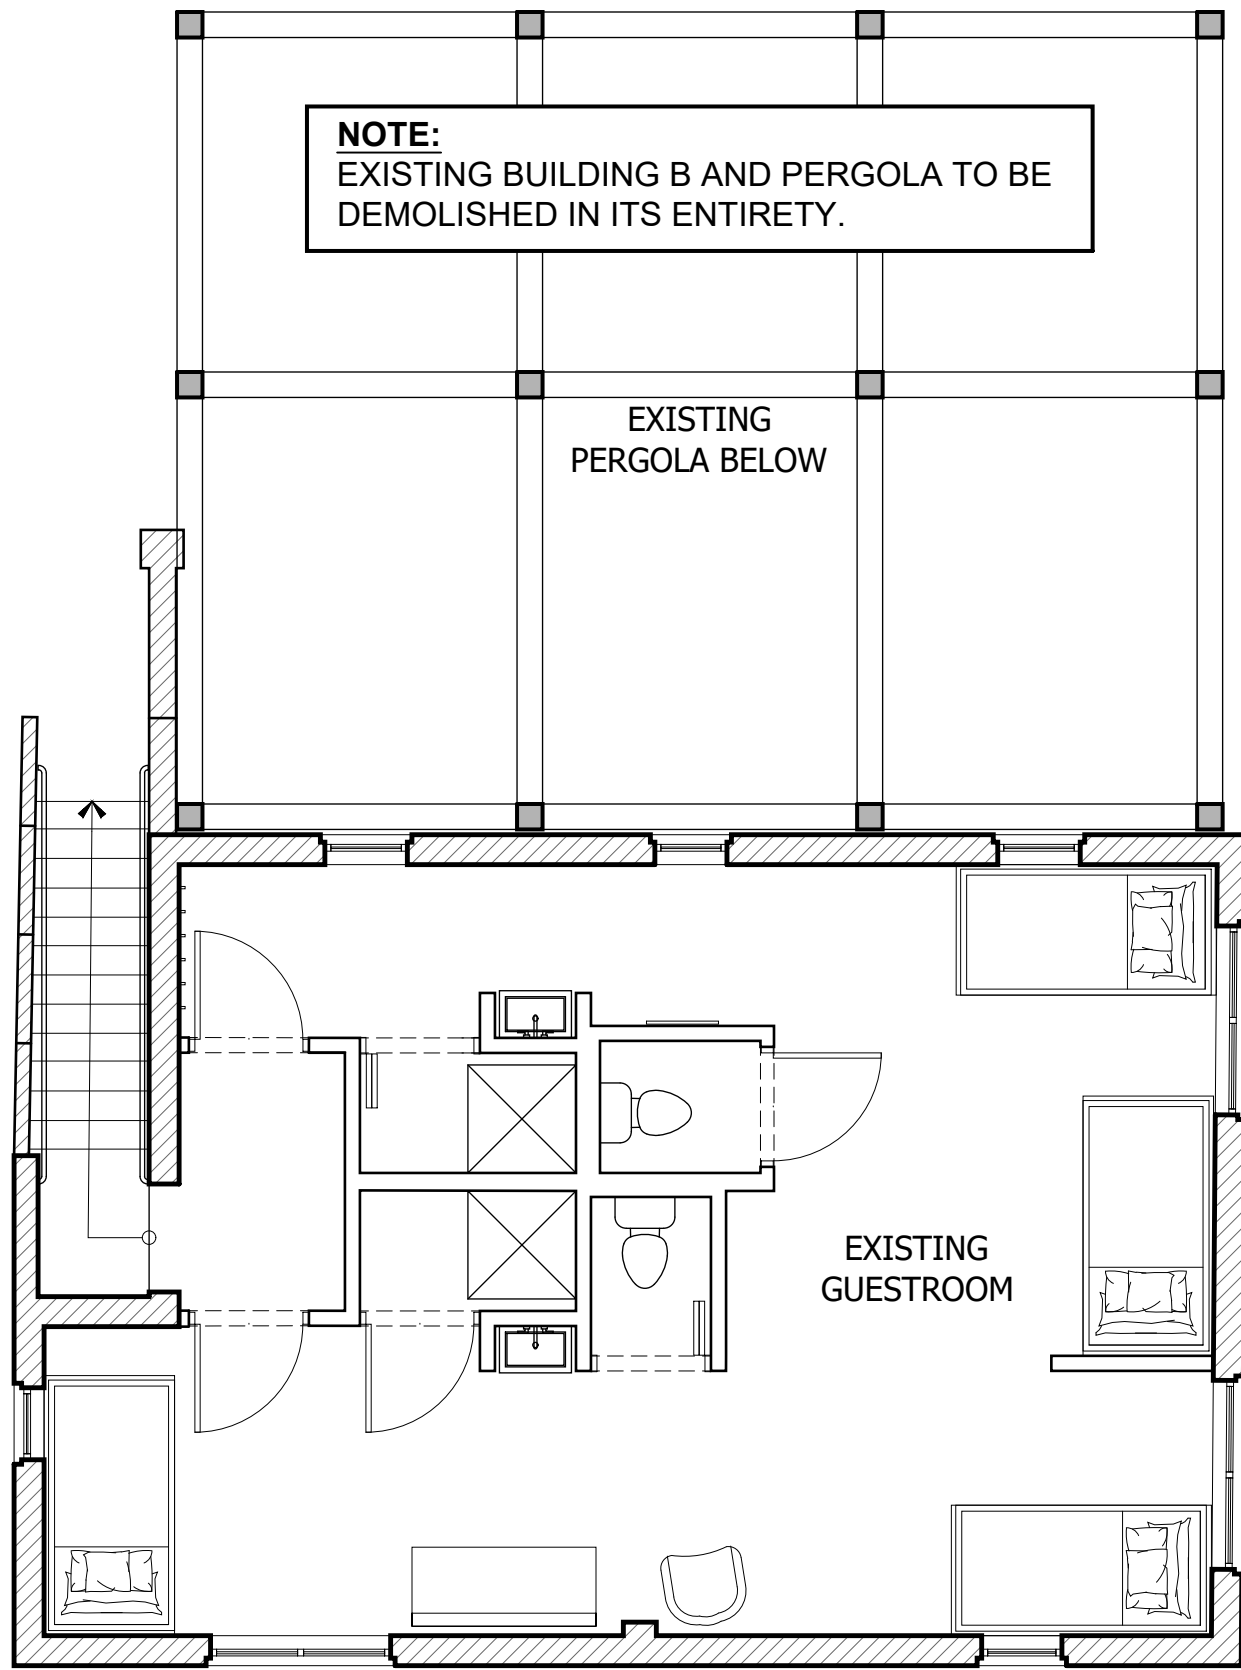 NOTE:
EXISTING BUILDING B AND PERGOLA TO BE
DEMOLISHED IN ITS ENTIRETY.
EXISTING
PERGOLA BELOW
EXISTING
GUESTROOM